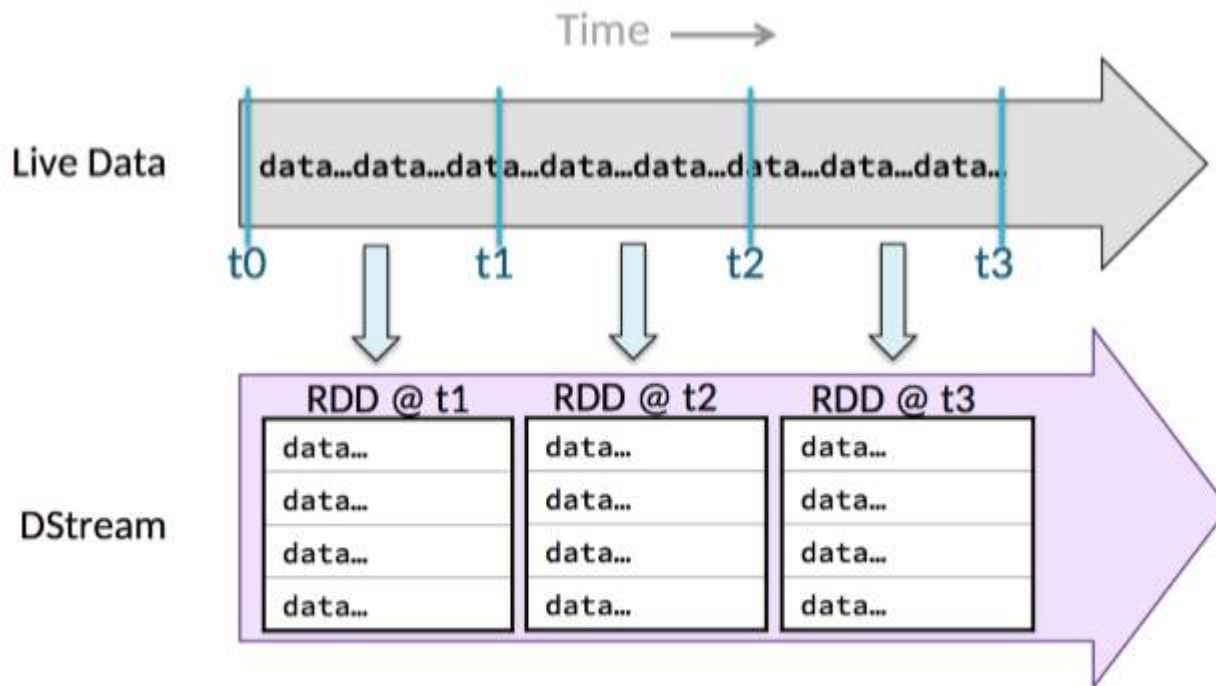 Time
Live Data
data…data…data…data…data…data…data…data…
t0 t1 t2 t3
RDD @ t1 RDD @ t2 RDD @ t3
DStream
data… data… data…
data… data… data…
data… data… data…
data… data… data…